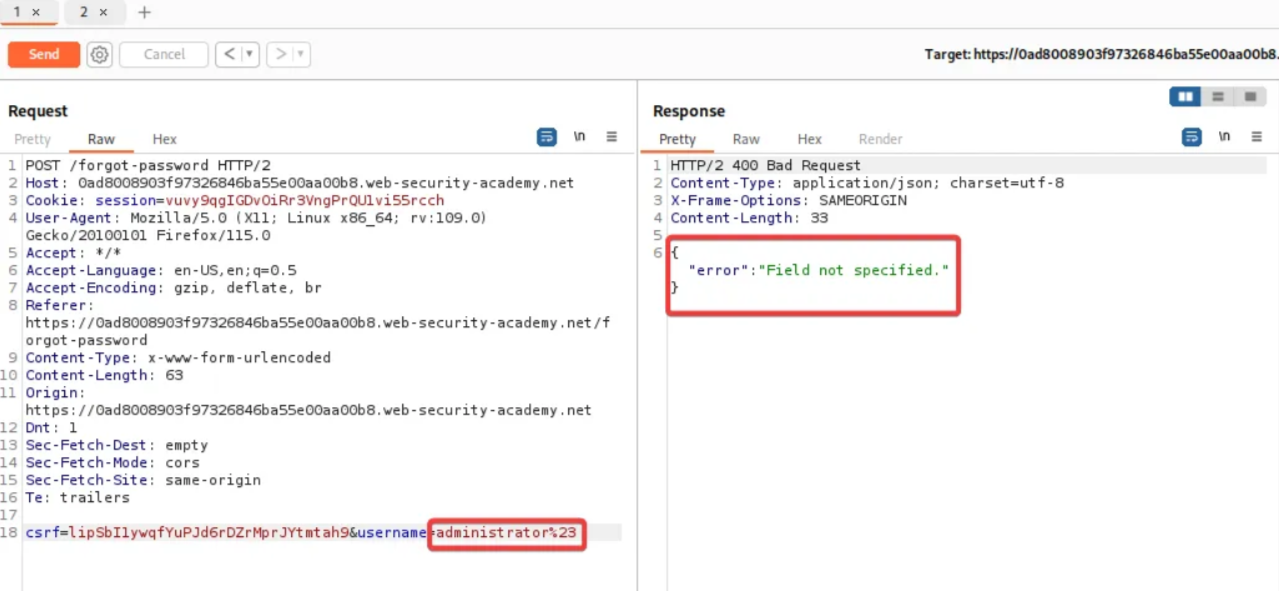 1 × 2 × +
Send Cancel < ▾ > ▾ Target: https://0ad8008903f97326846ba55e00aa00b8.
Request
Pretty Raw Hex \n
1 POST /forgot-password HTTP/2
2 Host: 0ad8008903f97326846ba55e00aa00b8.web-security-academy.net
3 Cookie: session=vuvy9qgIGDvOiRr3VngPrQU1vi55rcch
4 User-Agent: Mozilla/5.0 (X11; Linux x86_64; rv:109.0)
Gecko/20100101 Firefox/115.0
5 Accept: */*
6 Accept-Language: en-US,en;q=0.5
7 Accept-Encoding: gzip, deflate, br
8 Referer:
https://0ad8008903f97326846ba55e00aa00b8.web-security-academy.net/f
orgot-password
9 Content-Type: x-www-form-urlencoded
10 Content-Length: 63
11 Origin:
https://0ad8008903f97326846ba55e00aa00b8.web-security-academy.net
12 Dnt: 1
13 Sec-Fetch-Dest: empty
14 Sec-Fetch-Mode: cors
15 Sec-Fetch-Site: same-origin
16 Te: trailers
17
18 csrf=lipSbI1ywqfYuPJd6rDZrMprJYtmtah9&username=administrator%23
Response
Pretty Raw Hex Render \n
1 HTTP/2 400 Bad Request
2 Content-Type: application/json; charset=utf-8
3 X-Frame-Options: SAMEORIGIN
4 Content-Length: 33
5
6 {
"error":"Field not specified."
}